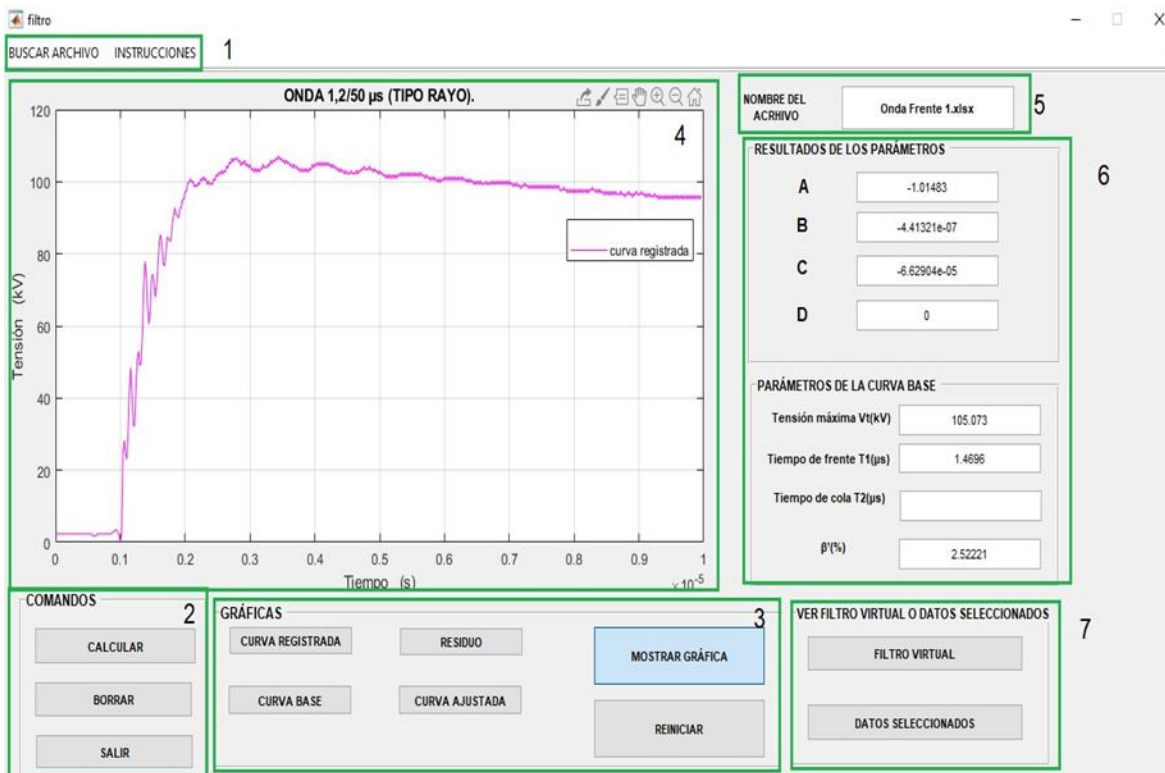 filtro
BUSCAR ARCHIVO INSTRUCCIONES
1
ONDA 1,2/50 µs (TIPO RAYO).
4
120
100
80
60
40
20
0
Tensión (kV)
curva registrada
0 0.1 0.2 0.3 0.4 0.5 0.6 0.7 0.8 0.9 1
Tiempo (s)
× 10⁻⁵
NOMBRE DEL
ACRHIVO
Onda Frente 1.xlsx
5
RESULTADOS DE LOS PARÁMETROS
6
A -1.01483
B -4.41321e-07
C -6.62904e-05
D 0
PARÁMETROS DE LA CURVA BASE
Tensión máxima Vt(kV) 105.073
Tiempo de frente T1(µs) 1.4696
Tiempo de cola T2(µs)
β'(%) 2.52221
COMANDOS
2
CALCULAR
BORRAR
SALIR
GRÁFICAS
3
CURVA REGISTRADA RESIDUO
CURVA BASE CURVA AJUSTADA
MOSTRAR GRÁFICA
REINICIAR
VER FILTRO VIRTUAL O DATOS SELECCIONADOS
7
FILTRO VIRTUAL
DATOS SELECCIONADOS